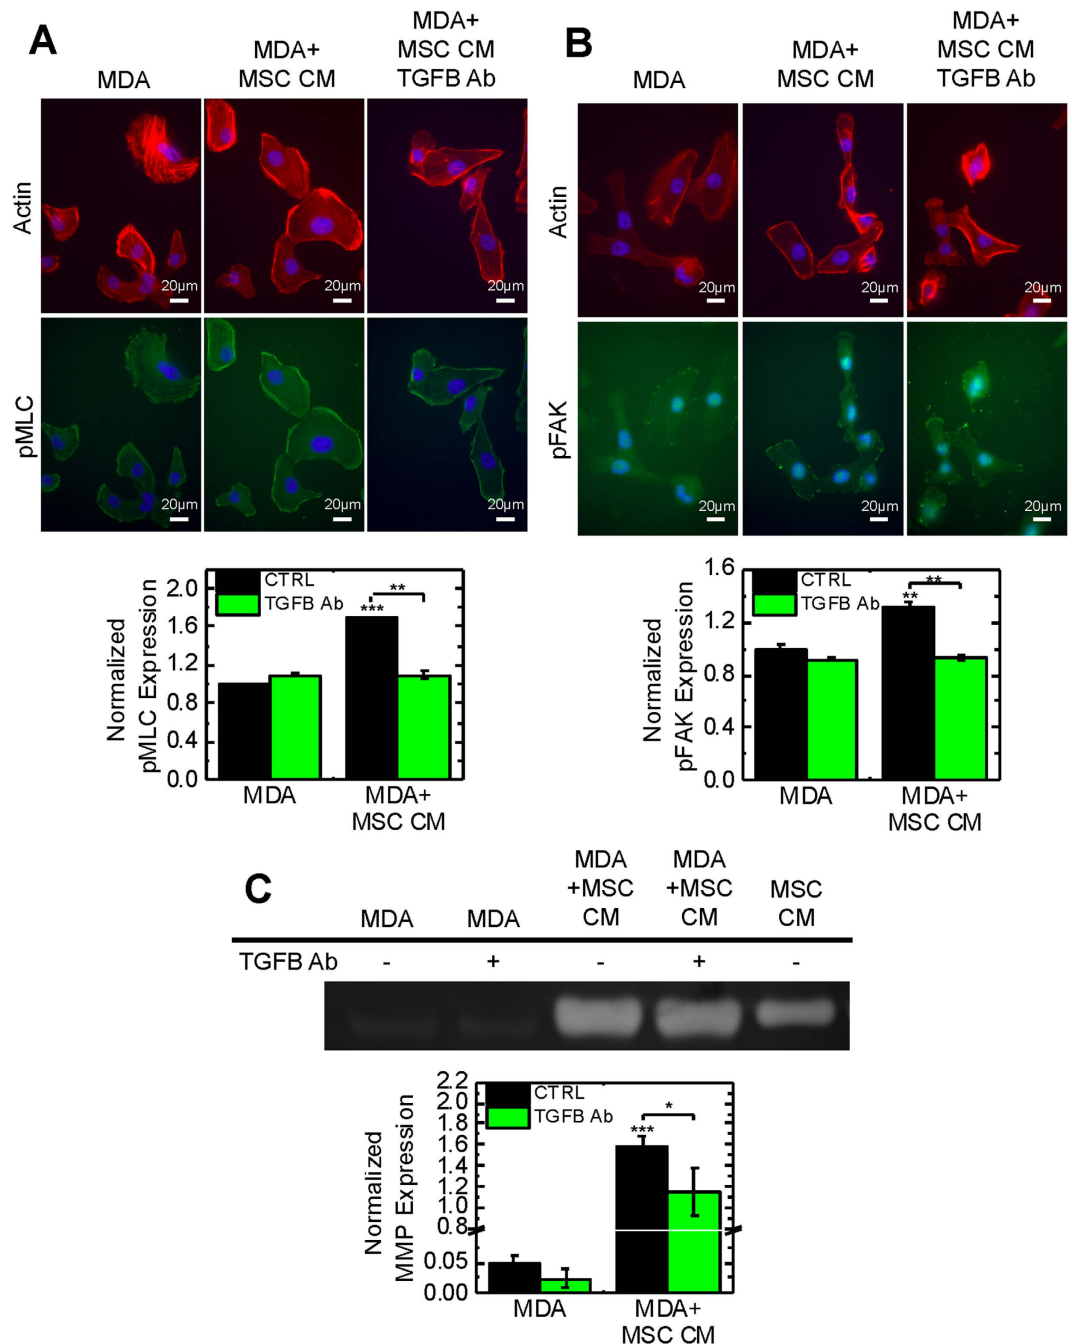 A
MDA
MDA+
MSC CM
MDA+
MSC CM
TGFB Ab
Actin
20µm
20µm
20µm
pMLC
20µm
20µm
20µm
Normalized
pMLC Expression
2.0
1.6
1.2
0.8
0.4
0.0
CTRL
TGFB Ab
***
**
MDA
MDA+
MSC CM
B
MDA
MDA+
MSC CM
MDA+
MSC CM
TGFB Ab
Actin
20µm
20µm
20µm
pFAK
20µm
20µm
20µm
Normalized
pFAK Expression
1.6
1.2
0.8
0.4
0.0
CTRL
TGFB Ab
**
**
MDA
MDA+
MSC CM
C
MDA
MDA
MDA
+MSC
CM
MDA
+MSC
CM
MSC
CM
TGFB Ab - + - + -
Normalized
MMP Expression
2.2
2.0
1.8
1.6
1.4
1.2
1.0
0.8
0.05
0.00
CTRL
TGFB Ab
***
*
MDA
MDA+
MSC CM